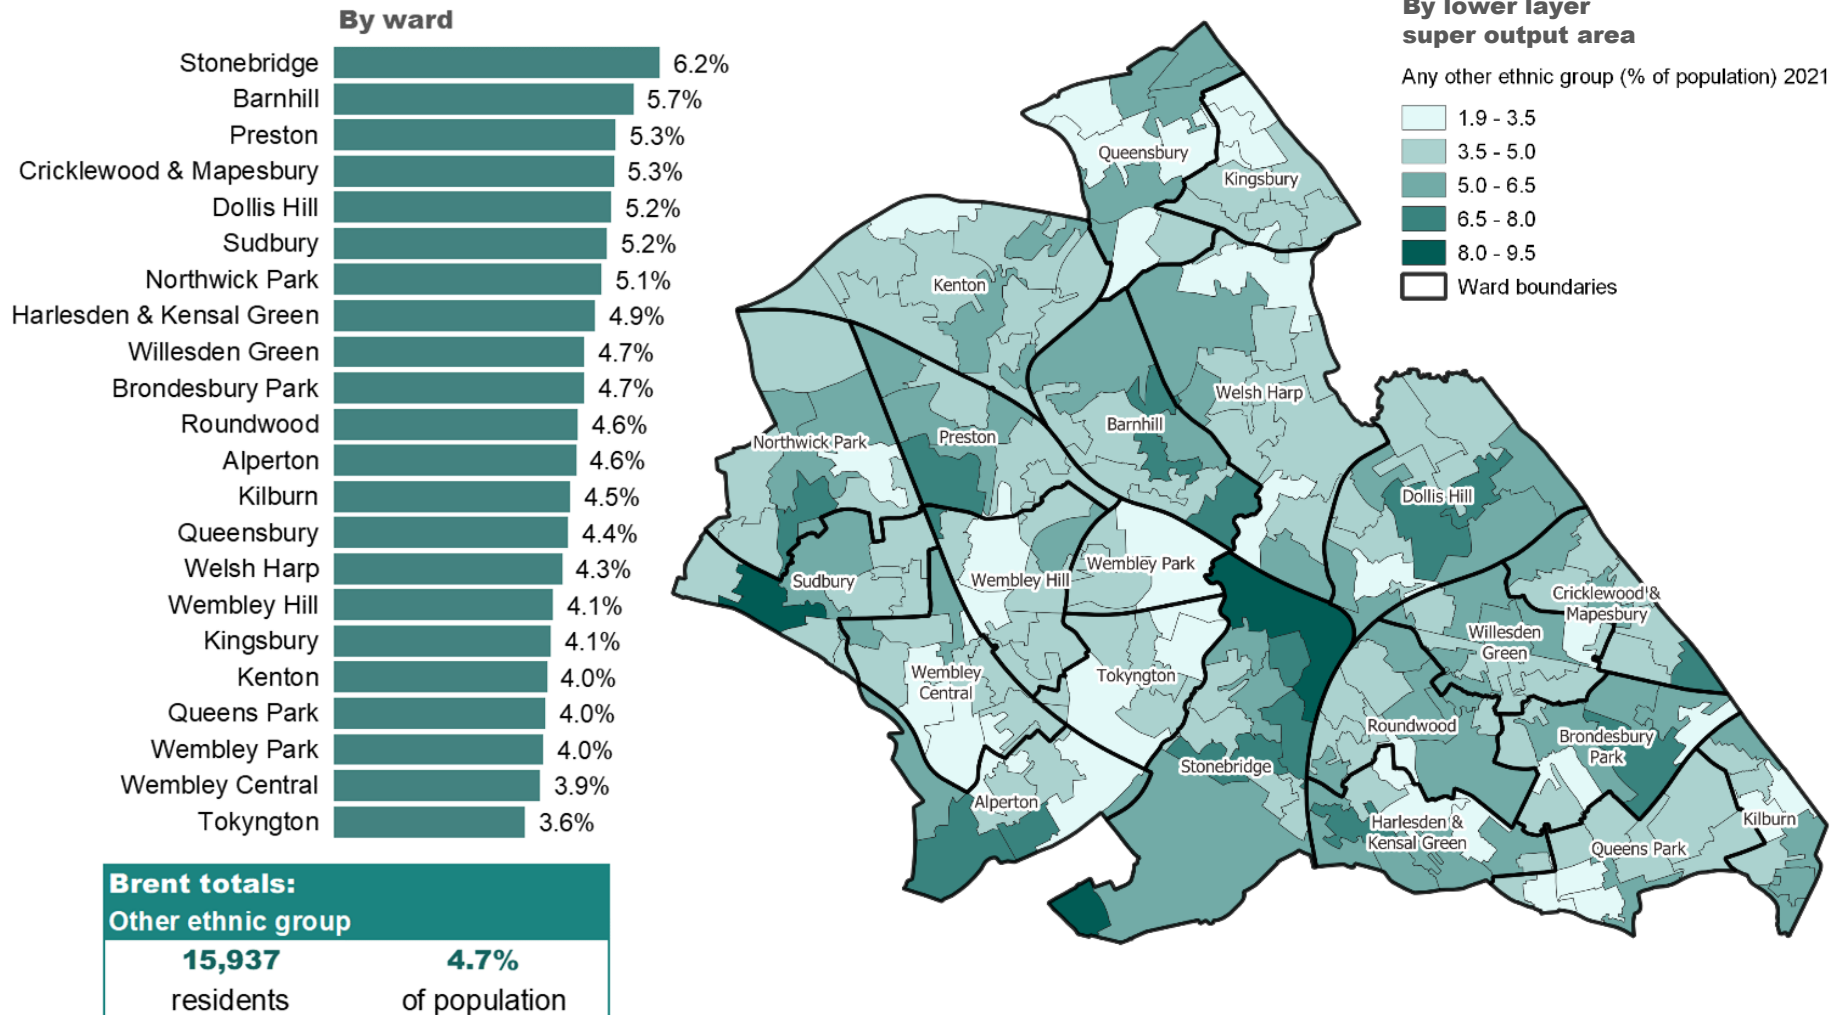 By ward
Stonebridge 6.2%
Barnhill 5.7%
Preston 5.3%
Cricklewood & Mapesbury 5.3%
Dollis Hill 5.2%
Sudbury 5.2%
Northwick Park 5.1%
Harlesden & Kensal Green 4.9%
Willesden Green 4.7%
Brondesbury Park 4.7%
Roundwood 4.6%
Alperton 4.6%
Kilburn 4.5%
Queensbury 4.4%
Welsh Harp 4.3%
Wembley Hill 4.1%
Kingsbury 4.1%
Kenton 4.0%
Queens Park 4.0%
Wembley Park 4.0%
Wembley Central 3.9%
Tokyngton 3.6%
Brent totals:
Other ethnic group
15,937 4.7%
residents of population
By lower layer
super output area
Any other ethnic group (% of population) 2021
1.9 - 3.5
3.5 - 5.0
5.0 - 6.5
6.5 - 8.0
8.0 - 9.5
Ward boundaries
Queensbury
Kingsbury
Kenton
Welsh Harp
Barnhill
Preston
Northwick Park
Dollis Hill
Wembley Park
Wembley Hill
Sudbury
Cricklewood &
Mapesbury
Willesden
Green
Wembley
Central
Tokyngton
Roundwood
Brondesbury
Park
Stonebridge
Alperton
Harlesden &
Kensal Green
Kilburn
Queens Park